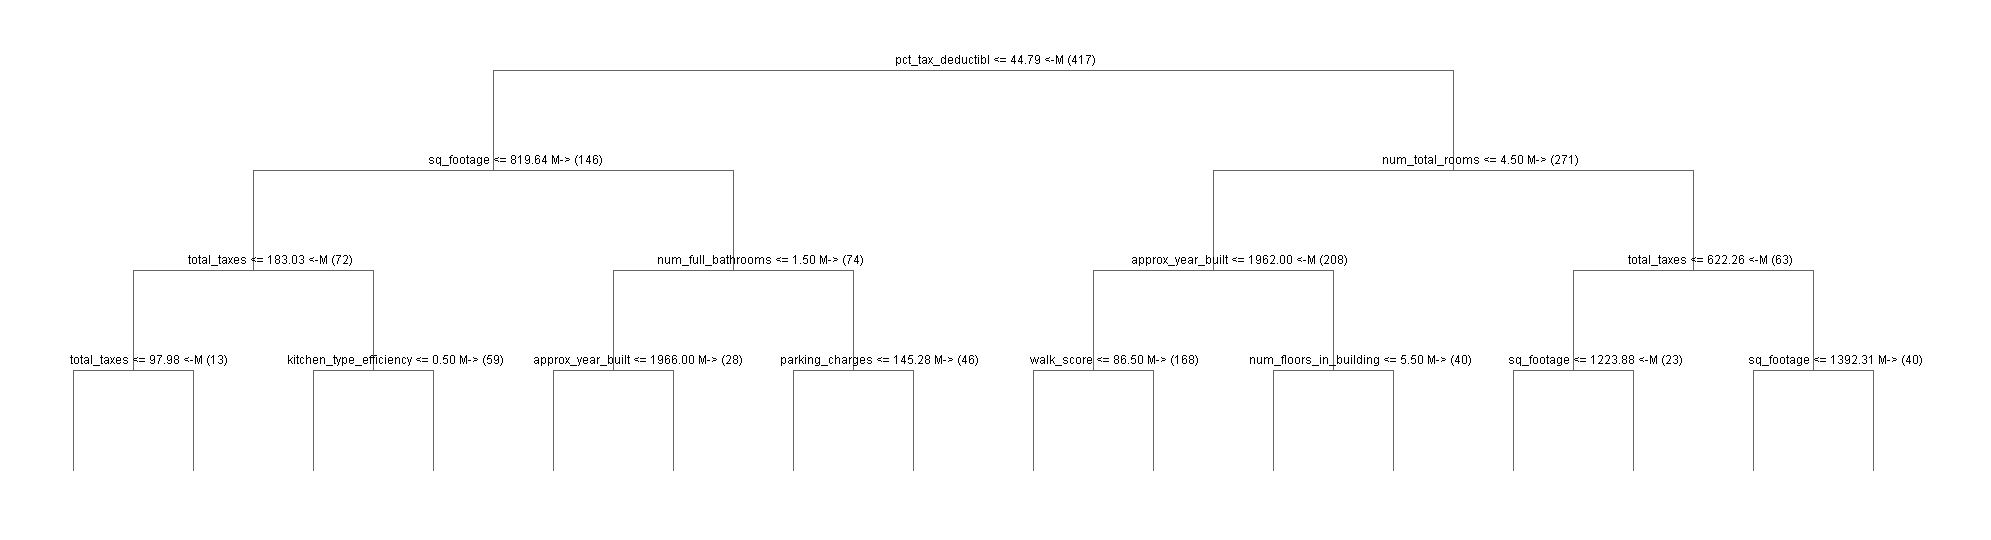 pct_tax_deductibl <= 44.79 <-M (417)
sq_footage <= 819.64 M-> (146)
num_total_rooms <= 4.50 M-> (271)
total_taxes <= 183.03 <-M (72)
num_full_bathrooms <= 1.50 M-> (74)
approx_year_built <= 1962.00 <-M (208)
total_taxes <= 622.26 <-M (63)
total_taxes <= 97.98 <-M (13)
kitchen_type_efficiency <= 0.50 M-> (59)
approx_year_built <= 1966.00 M-> (28)
parking_charges <= 145.28 M-> (46)
walk_score <= 86.50 M-> (168)
num_floors_in_building <= 5.50 M-> (40)
sq_footage <= 1223.88 <-M (23)
sq_footage <= 1392.31 M-> (40)